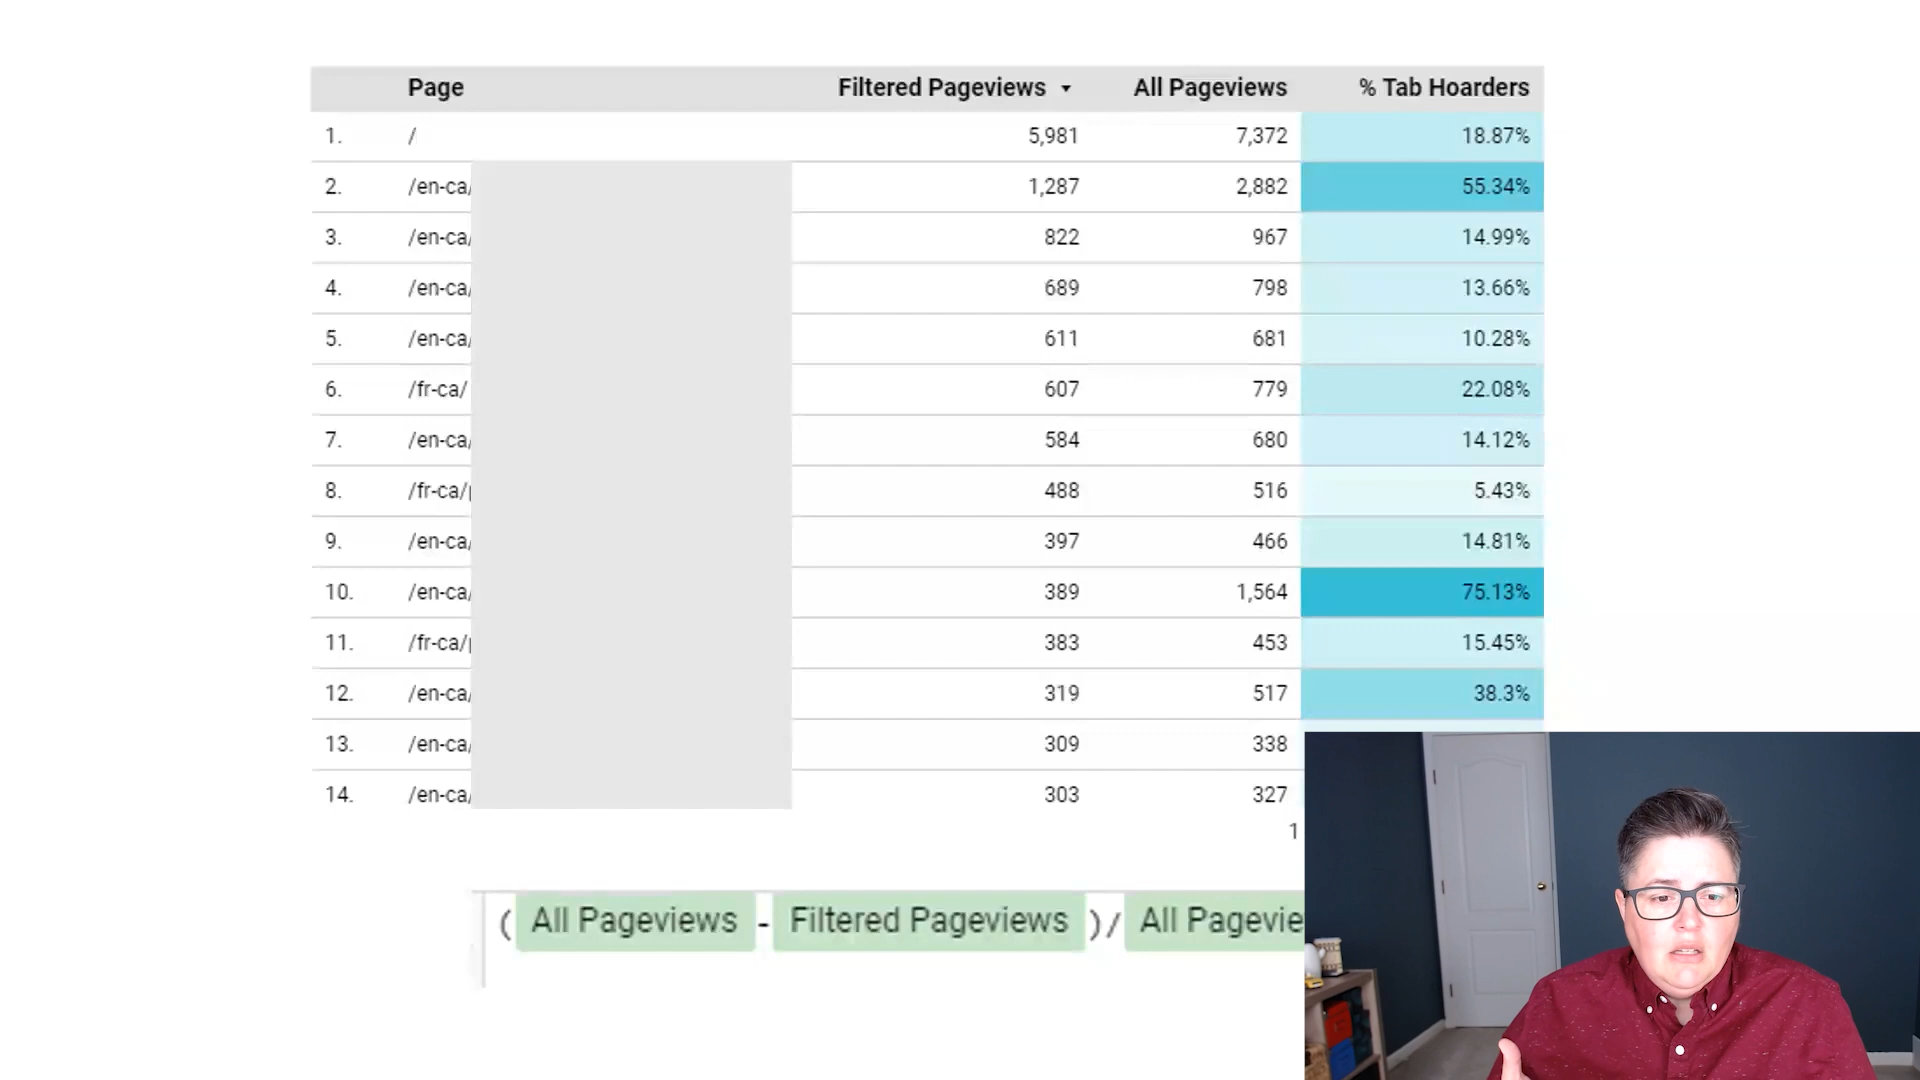 Page Filtered Pageviews All Pageviews % Tab Hoarders
1. / 5,981 7,372 18.87%
2. /en-ca/ 1,287 2,882 55.34%
3. /en-ca/ 822 967 14.99%
4. /en-ca/ 689 798 13.66%
5. /en-ca/ 611 681 10.28%
6. /fr-ca/ 607 779 22.08%
7. /en-ca/ 584 680 14.12%
8. /fr-ca/ 488 516 5.43%
9. /en-ca/ 397 466 14.81%
10. /en-ca/ 389 1,564 75.13%
11. /fr-ca/ 383 453 15.45%
12. /en-ca/ 319 517 38.3%
13. /en-ca/ 309 338
14. /en-ca/ 303 327
1
( All Pageviews - Filtered Pageviews ) / All Pagevie